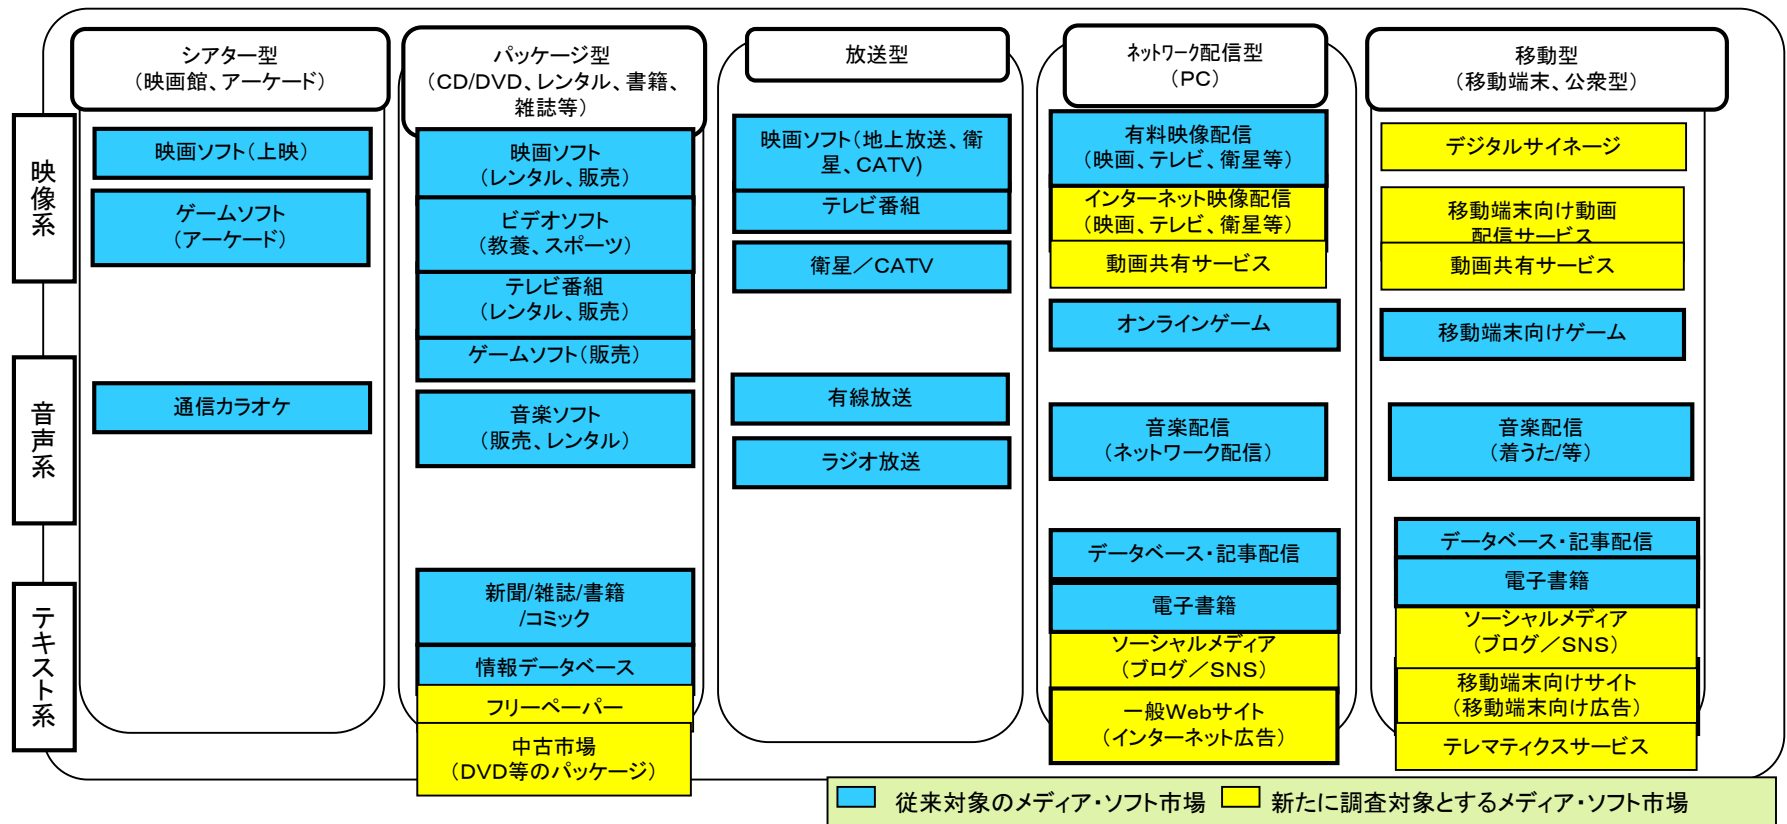 シアター型
（映画館、アーケード）
パッケージ型
（CD/DVD、レンタル、書籍、
雑誌等）
放送型
ネットワーク配信型
（PC）
移動型
（移動端末、公衆型）
映像系
映画ソフト（上映）
ゲームソフト
（アーケード）
映画ソフト
（レンタル、販売）
ビデオソフト
（教養、スポーツ）
テレビ番組
（レンタル、販売）
ゲームソフト（販売）
映画ソフト（地上放送、衛
星、CATV)
テレビ番組
衛星／CATV
有料映像配信
（映画、テレビ、衛星等）
インターネット映像配信
（映画、テレビ、衛星等）
動画共有サービス
オンラインゲーム
デジタルサイネージ
移動端末向け動画
配信サービス
動画共有サービス
移動端末向けゲーム
音声系
通信カラオケ
音楽ソフト
（販売、レンタル）
有線放送
ラジオ放送
音楽配信
（ネットワーク配信）
音楽配信
（着うた/等）
テキスト系
新聞/雑誌/書籍
/コミック
情報データベース
フリーペーパー
中古市場
（DVD等のパッケージ）
データベース・記事配信
電子書籍
ソーシャルメディア
（ブログ／SNS）
一般Webサイト
（インターネット広告）
データベース・記事配信
電子書籍
ソーシャルメディア
（ブログ／SNS）
移動端末向けサイト
（移動端末向け広告）
テレマティクスサービス
従来対象のメディア・ソフト市場
新たに調査対象とするメディア・ソフト市場